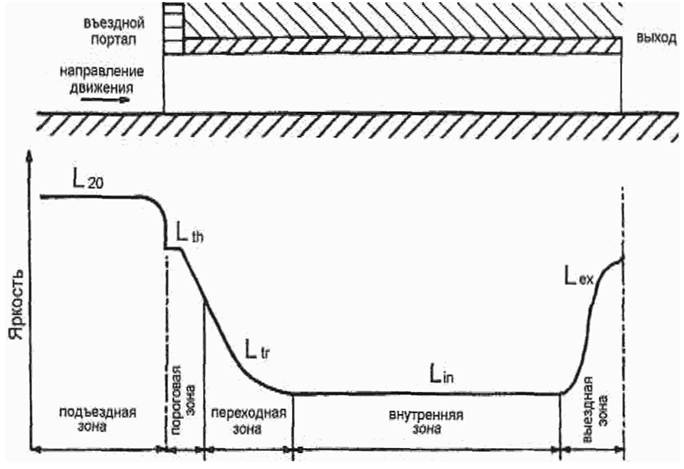 въездной
портал
выход
направление
движения
L20
Lth
Lex
Яркость
Ltr
Lin
подъездная
зона
пороговая
зона
переходная
зона
внутренняя
зона
выездная
зона